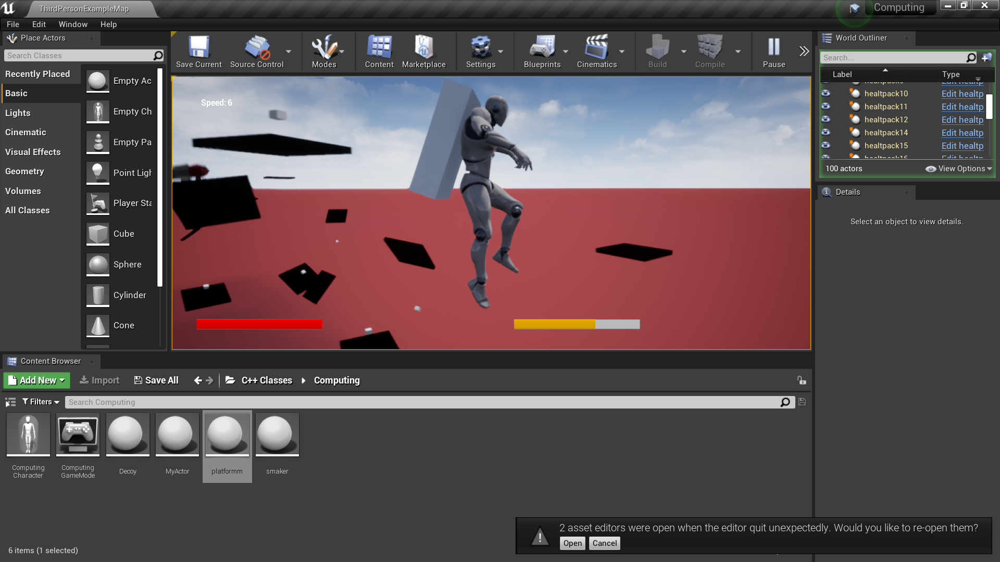 ThirdPersonExampleMap
Computing
File Edit Window Help
Place Actors
Search Classes
Recently Placed
Basic
Lights
Cinematic
Visual Effects
Geometry
Volumes
All Classes
Empty Ac
Empty Ch
Empty Pa
Point Ligh
Player Sta
Cube
Sphere
Cylinder
Cone
Save Current
Source Control
Modes
Content
Marketplace
Settings
Blueprints
Cinematics
Build
Compile
Pause
Speed: 6
World Outliner
Search...
Label Type
healtpack10 Edit healtp
healtpack11 Edit healtp
healtpack12 Edit healtp
healtpack14 Edit healtp
healtpack15 Edit healtp
healtpack16 Edit healtp
100 actors
View Options
Details
Select an object to view details.
Content Browser
Add New
Import
Save All
C++ Classes
Computing
Filters
Search Computing
Computing
Character
Computing
GameMode
Decoy
MyActor
platformm
smaker
6 items (1 selected)
2 asset editors were open when the editor quit unexpectedly. Would you like to re-open them?
Open
Cancel